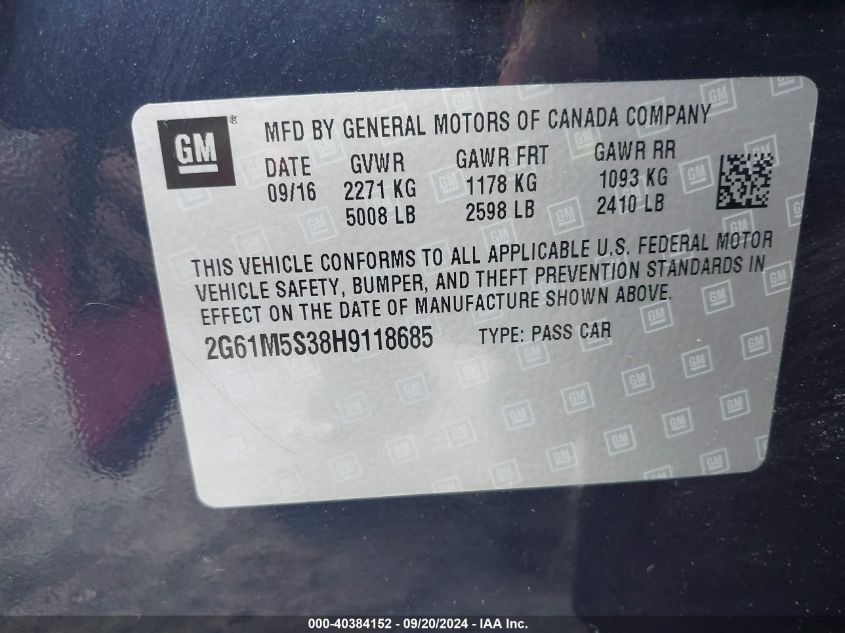 GM ® MFD BY GENERAL MOTORS OF CANADA COMPANY
DATE GVWR GAWR FRT GAWR RR
09/16 2271 KG 1178 KG 1093 KG
5008 LB 2598 LB 2410 LB
THIS VEHICLE CONFORMS TO ALL APPLICABLE U.S. FEDERAL MOTOR
VEHICLE SAFETY, BUMPER, AND THEFT PREVENTION STANDARDS IN
EFFECT ON THE DATE OF MANUFACTURE SHOWN ABOVE.
2G61M5S38H9118685 TYPE: PASS CAR
000-40384152 - 09/20/2024 - IAA Inc.